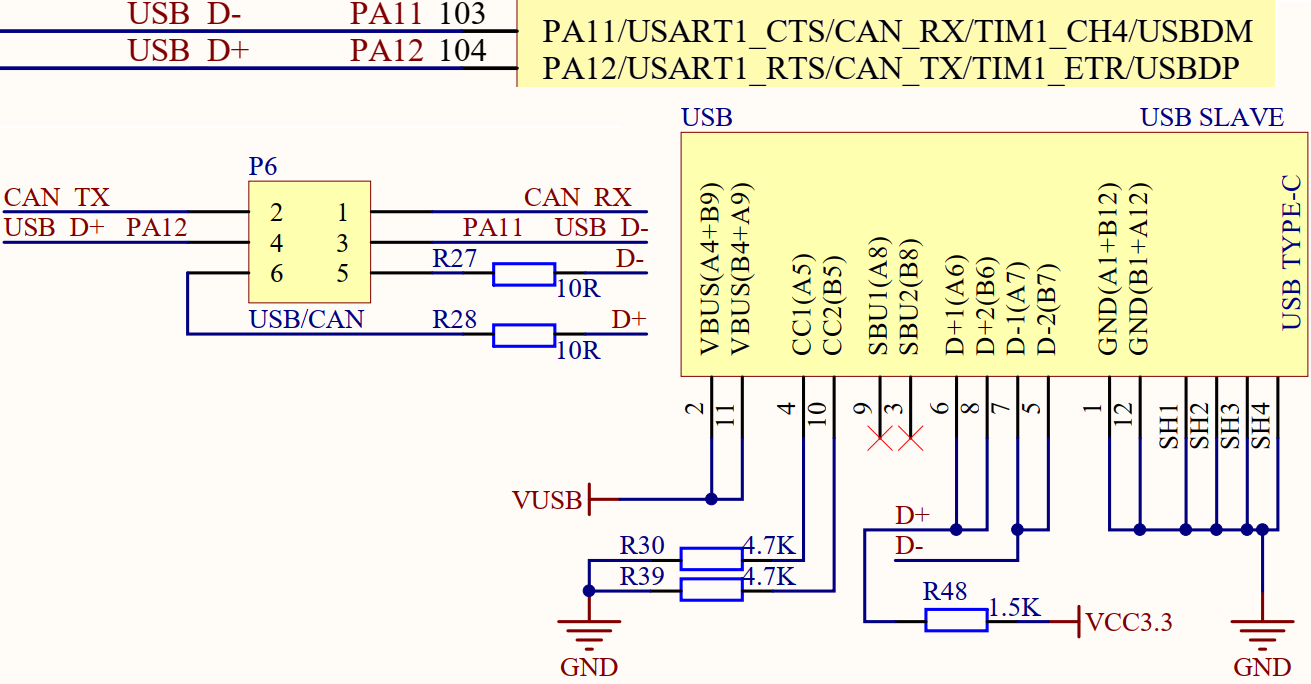 USB D- PA11 103
PA11/USART1_CTS/CAN_RX/TIM1_CH4/USBDM
USB D+ PA12 104
PA12/USART1_RTS/CAN_TX/TIM1_ETR/USBDP
P6
CAN TX 2 1 CAN RX
USB D+ PA12 4 3 PA11 USB D-
6 5 R27 10R D-
USB/CAN R28 10R D+
USB USB SLAVE
USB TYPE-C
VBUS(A4+B9)
VBUS(B4+A9)
CC1(A5)
CC2(B5)
SBU1(A8)
SBU2(B8)
D+1(A6)
D+2(B6)
D-1(A7)
D-2(B7)
GND(A1+B12)
GND(B1+A12)
2 11 4 10 9 3 6 8 7 5 1 12 SH1 SH2 SH3 SH4
VUSB
D+
D-
R30 4.7K
R39 4.7K
R48 1.5K VCC3.3
GND GND